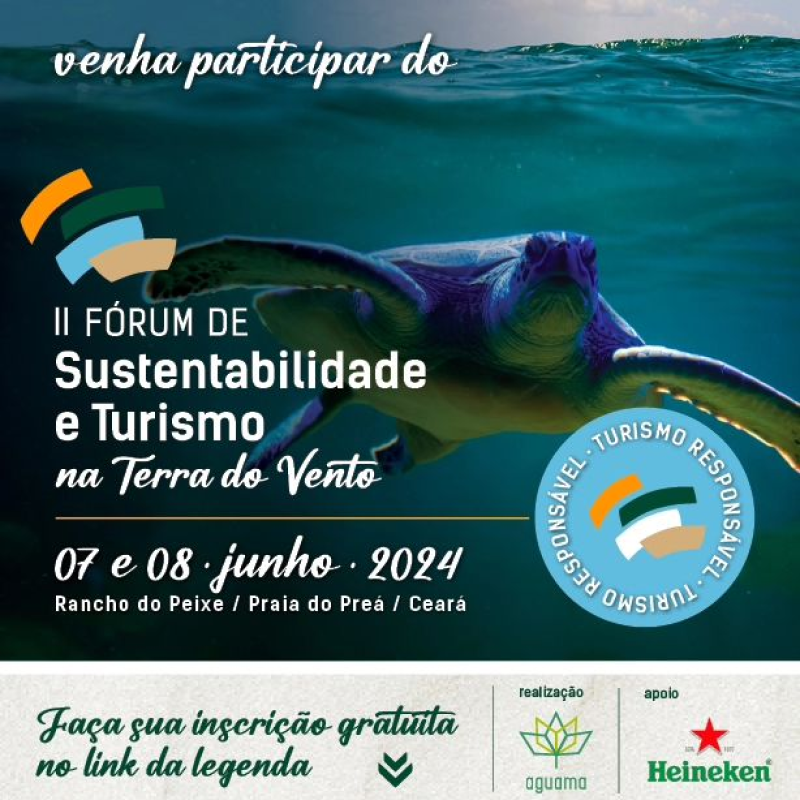 venha participar do
II FÓRUM DE
Sustentabilidade
e Turismo
na Terra do Vento
07 e 08 · junho · 2024
Rancho do Peixe / Praia do Preá / Ceará
TURISMO RESPONSÁVEL · TURISMO RESPONSÁVEL ·
Faça sua inscrição gratuita
no link da legenda
realização
aguama
apoio
Heineken